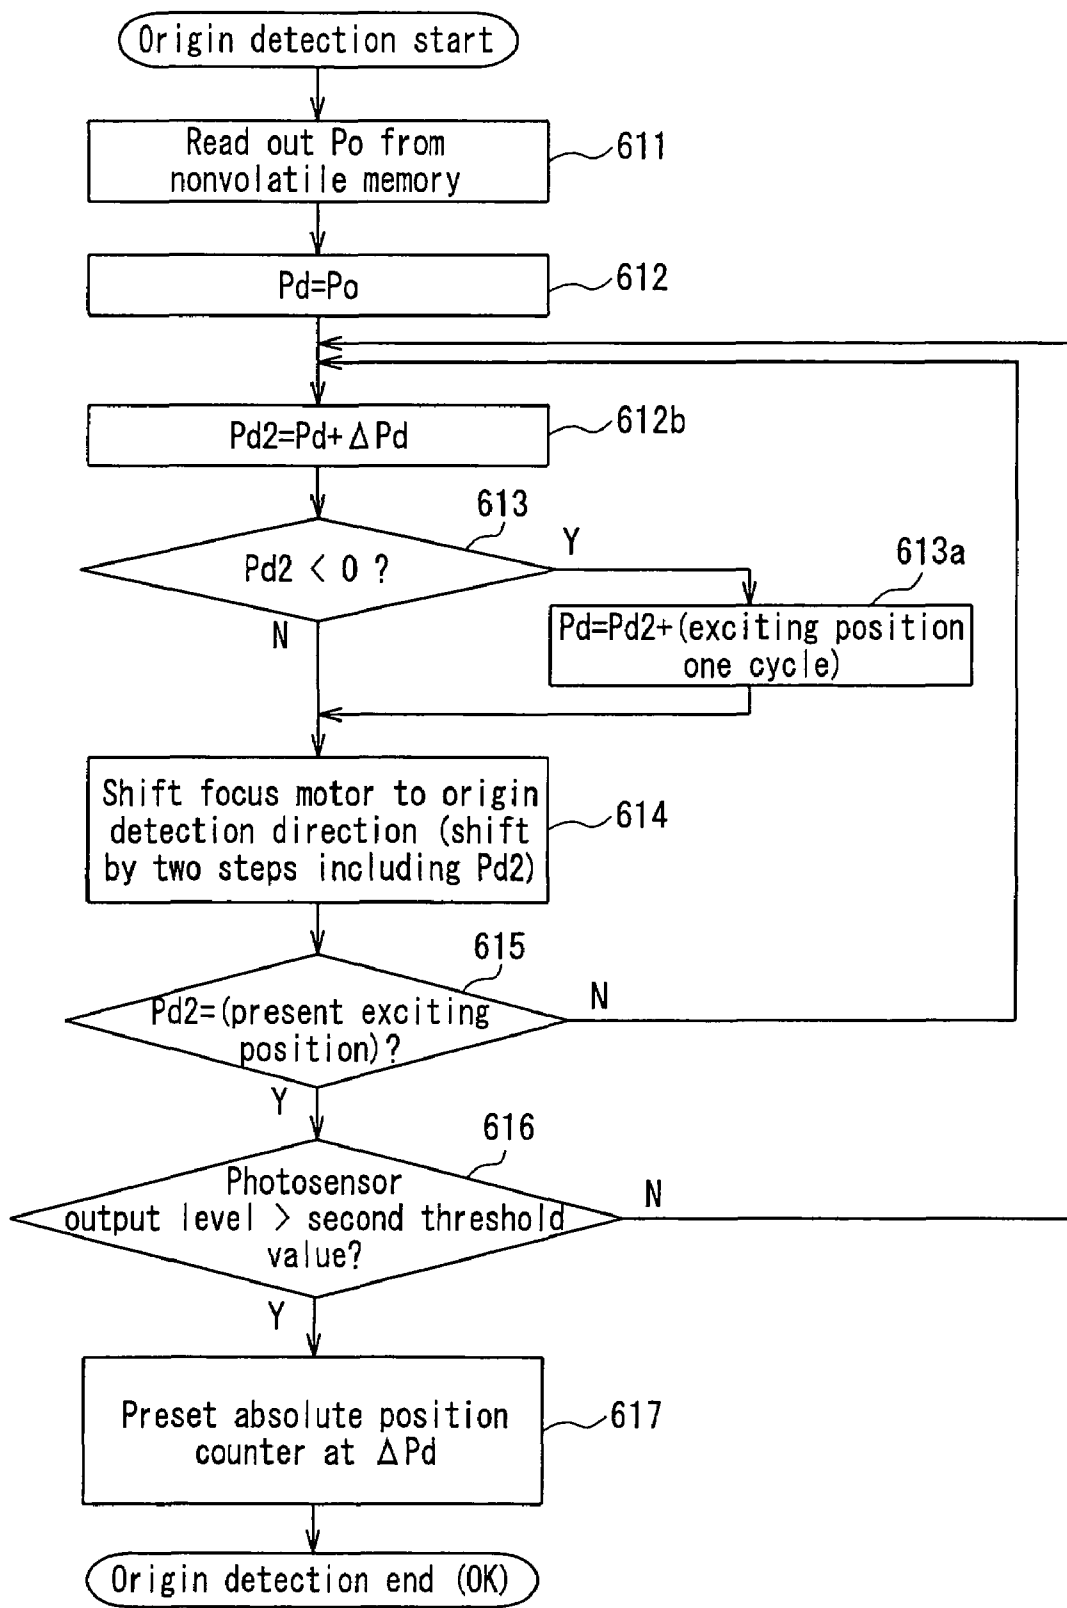 Origin detection start
Read out Po from
nonvolatile memory
611
Pd=Po
612
Pd2=Pd+ΔPd
612b
613
Pd2 < 0 ?
Y
N
613a
Pd=Pd2+(exciting position
one cycle)
Shift focus motor to origin
detection direction (shift
by two steps including Pd2)
614
615
Pd2=(present exciting
position)?
N
Y
616
Photosensor
output level > second threshold
value?
N
Y
Preset absolute position
counter at ΔPd
617
Origin detection end (OK)